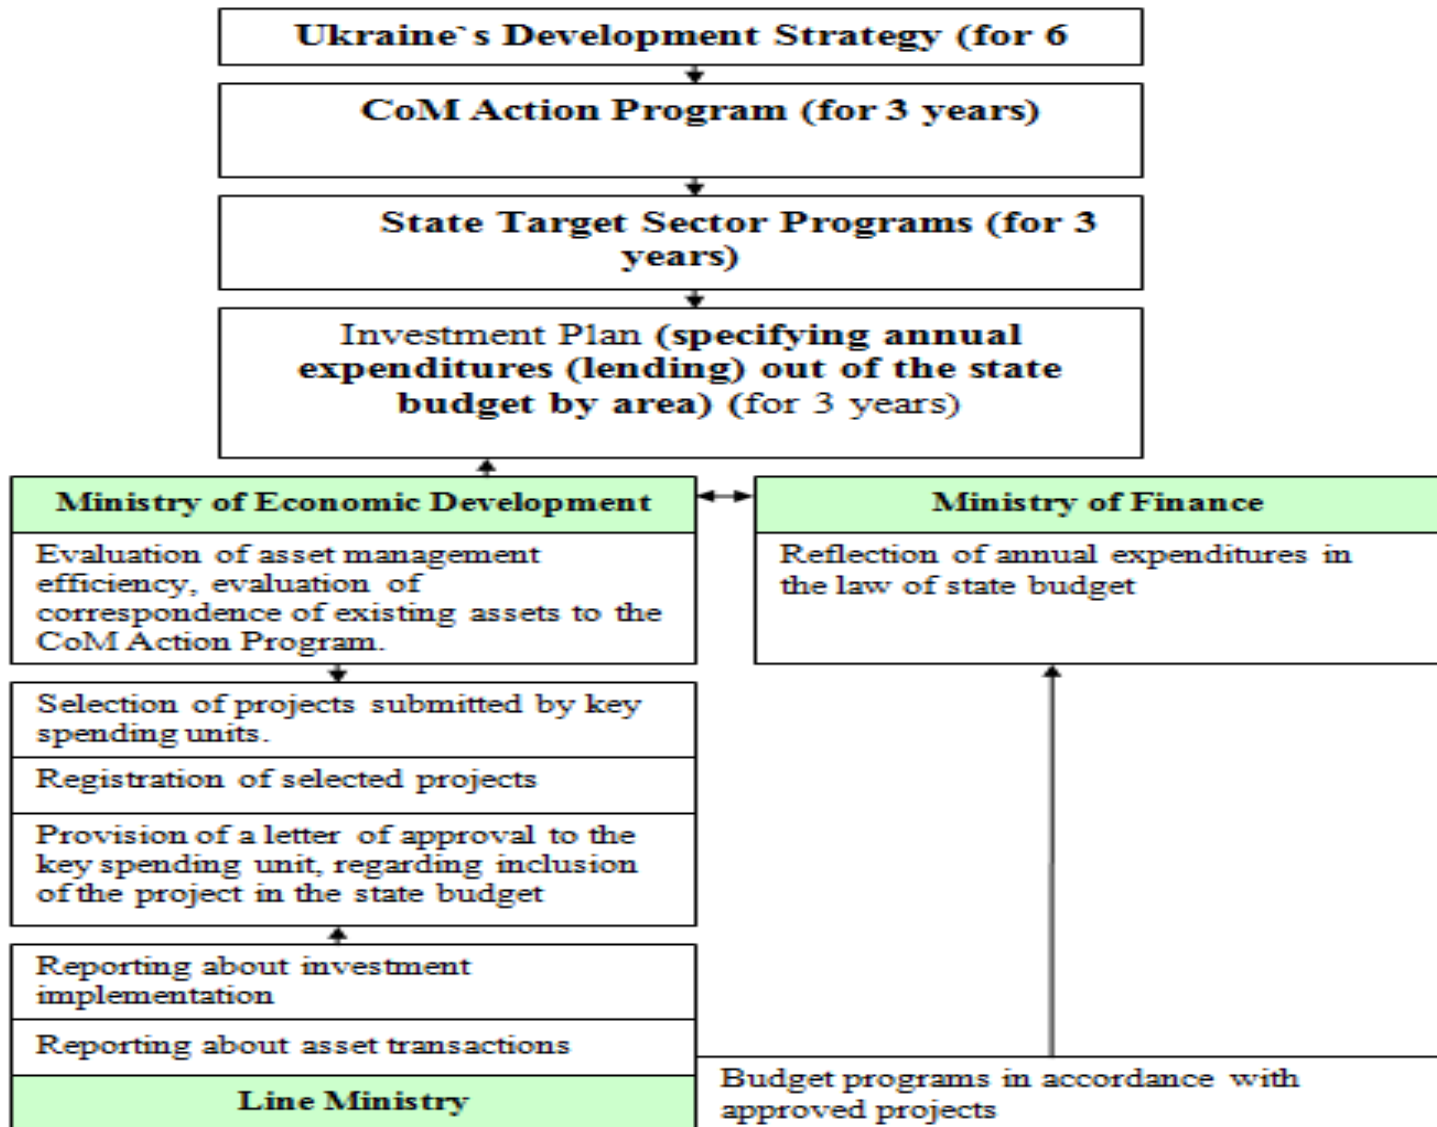 Ukraine`s Development Strategy (for 6
CoM Action Program (for 3 years)
State Target Sector Programs (for 3
years)
Investment Plan (specifying annual
expenditures (lending) out of the state
budget by area) (for 3 years)
Ministry of Economic Development
Ministry of Finance
Evaluation of asset management
efficiency, evaluation of
correspondence of existing assets to the
CoM Action Program.
Reflection of annual expenditures in
the law of state budget
Selection of projects submitted by key
spending units.
Registration of selected projects
Provision of a letter of approval to the
key spending unit, regarding inclusion
of the project in the state budget
Reporting about investment
implementation
Reporting about asset transactions
Line Ministry
Budget programs in accordance with
approved projects